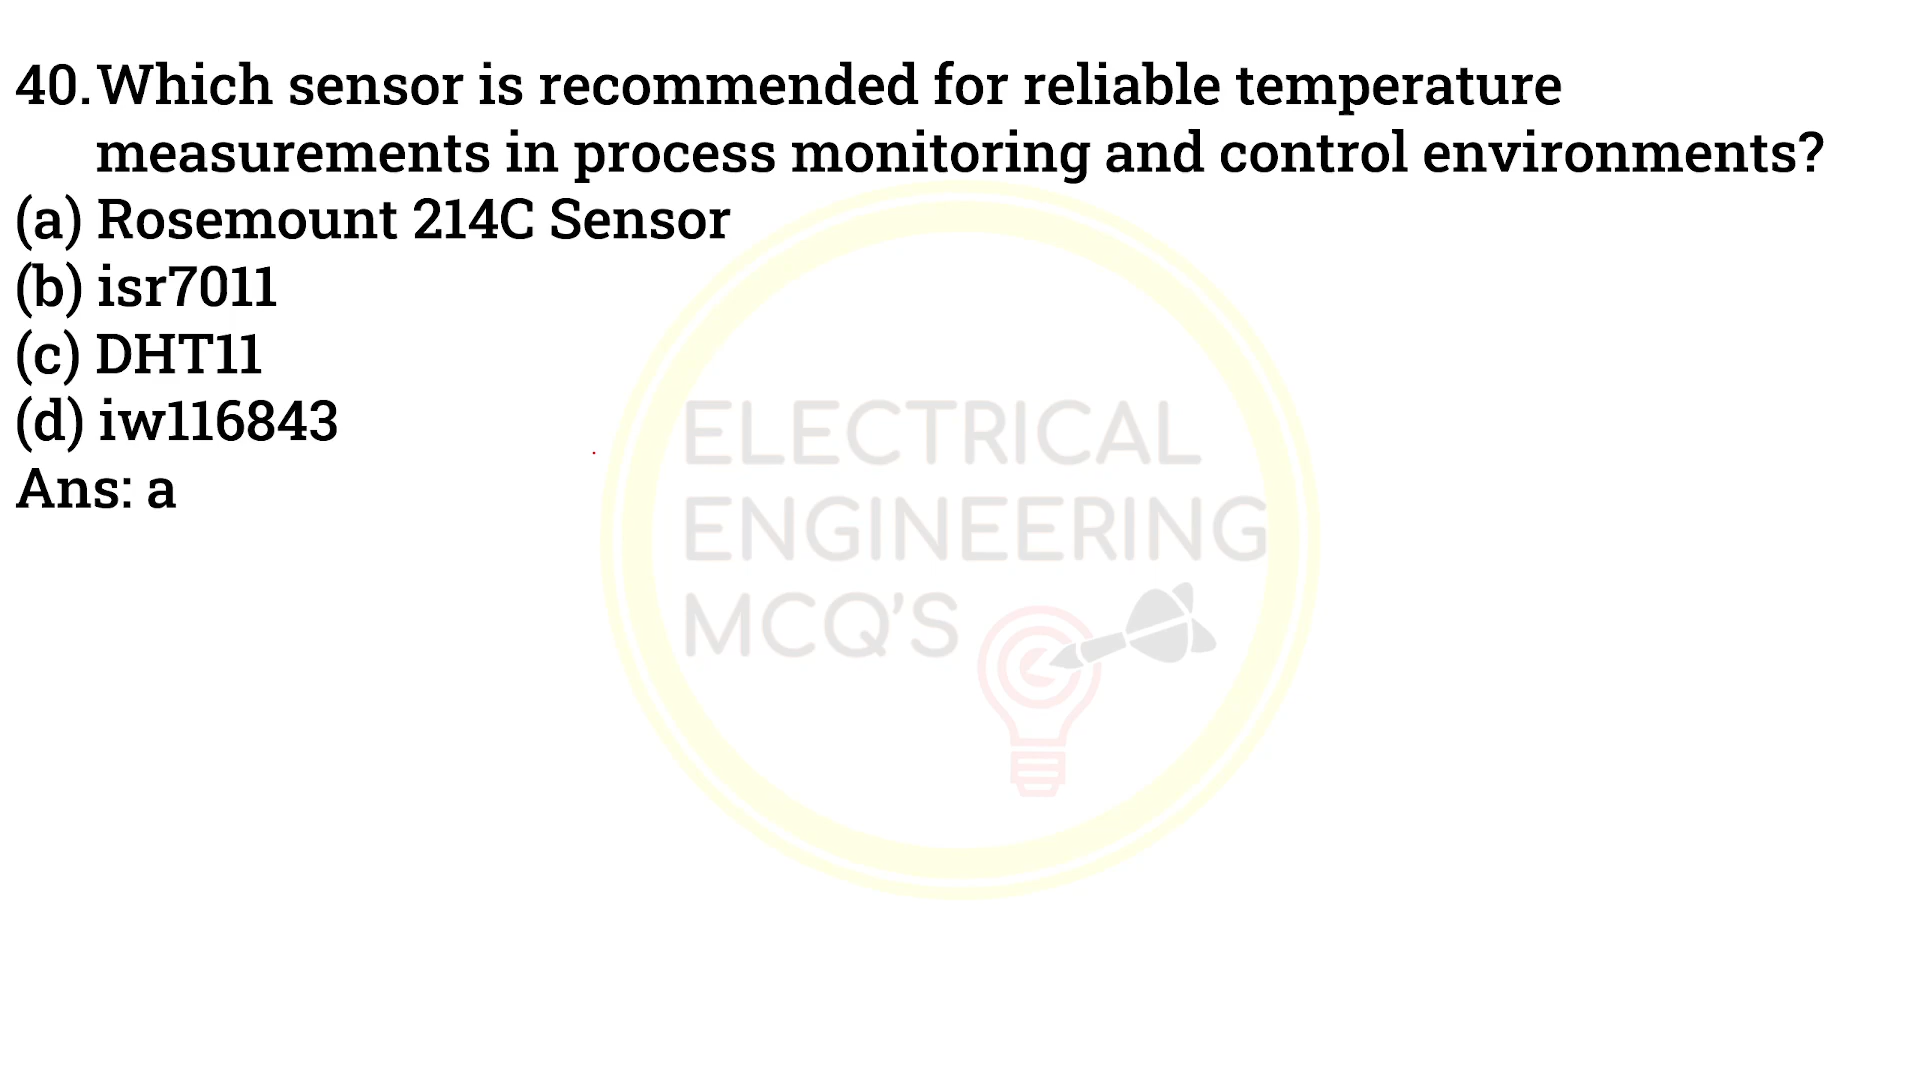 40. Which sensor is recommended for reliable temperature
measurements in process monitoring and control environments?
(a) Rosemount 214C Sensor
(b) isr7011
(c) DHT11
(d) iw116843
Ans: a
ELECTRICAL
ENGINEERING
MCQ'S